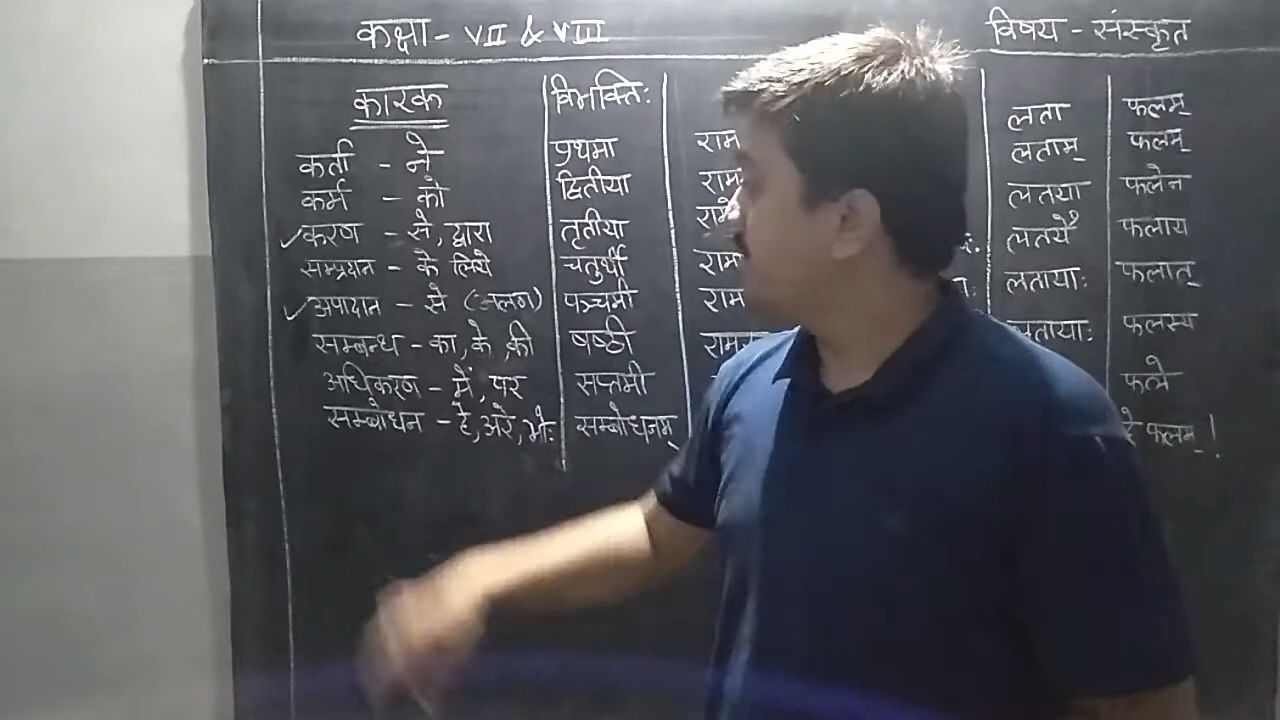 कक्षा - VII & VIII विषय - संस्कृत
कारक विभक्तिः लता फलम्
कर्ता - ने प्रथमा राम लताम् फलम्
कर्म - को द्वितीया राम लतया फलेन
✓करण - से, द्वारा तृतीया रामे लतयै फलाय
सम्प्रदान - के लिये चतुर्थी राम लतायाः फलात्
✓अपादान - से (अलग) पञ्चमी राम लतायाः फलस्य
सम्बन्ध - का, के, की षष्ठी राम फले
अधिकरण - में, पर सप्तमी हे फलम्!
सम्बोधन - हे, अरे, भोः सम्बोधनम्